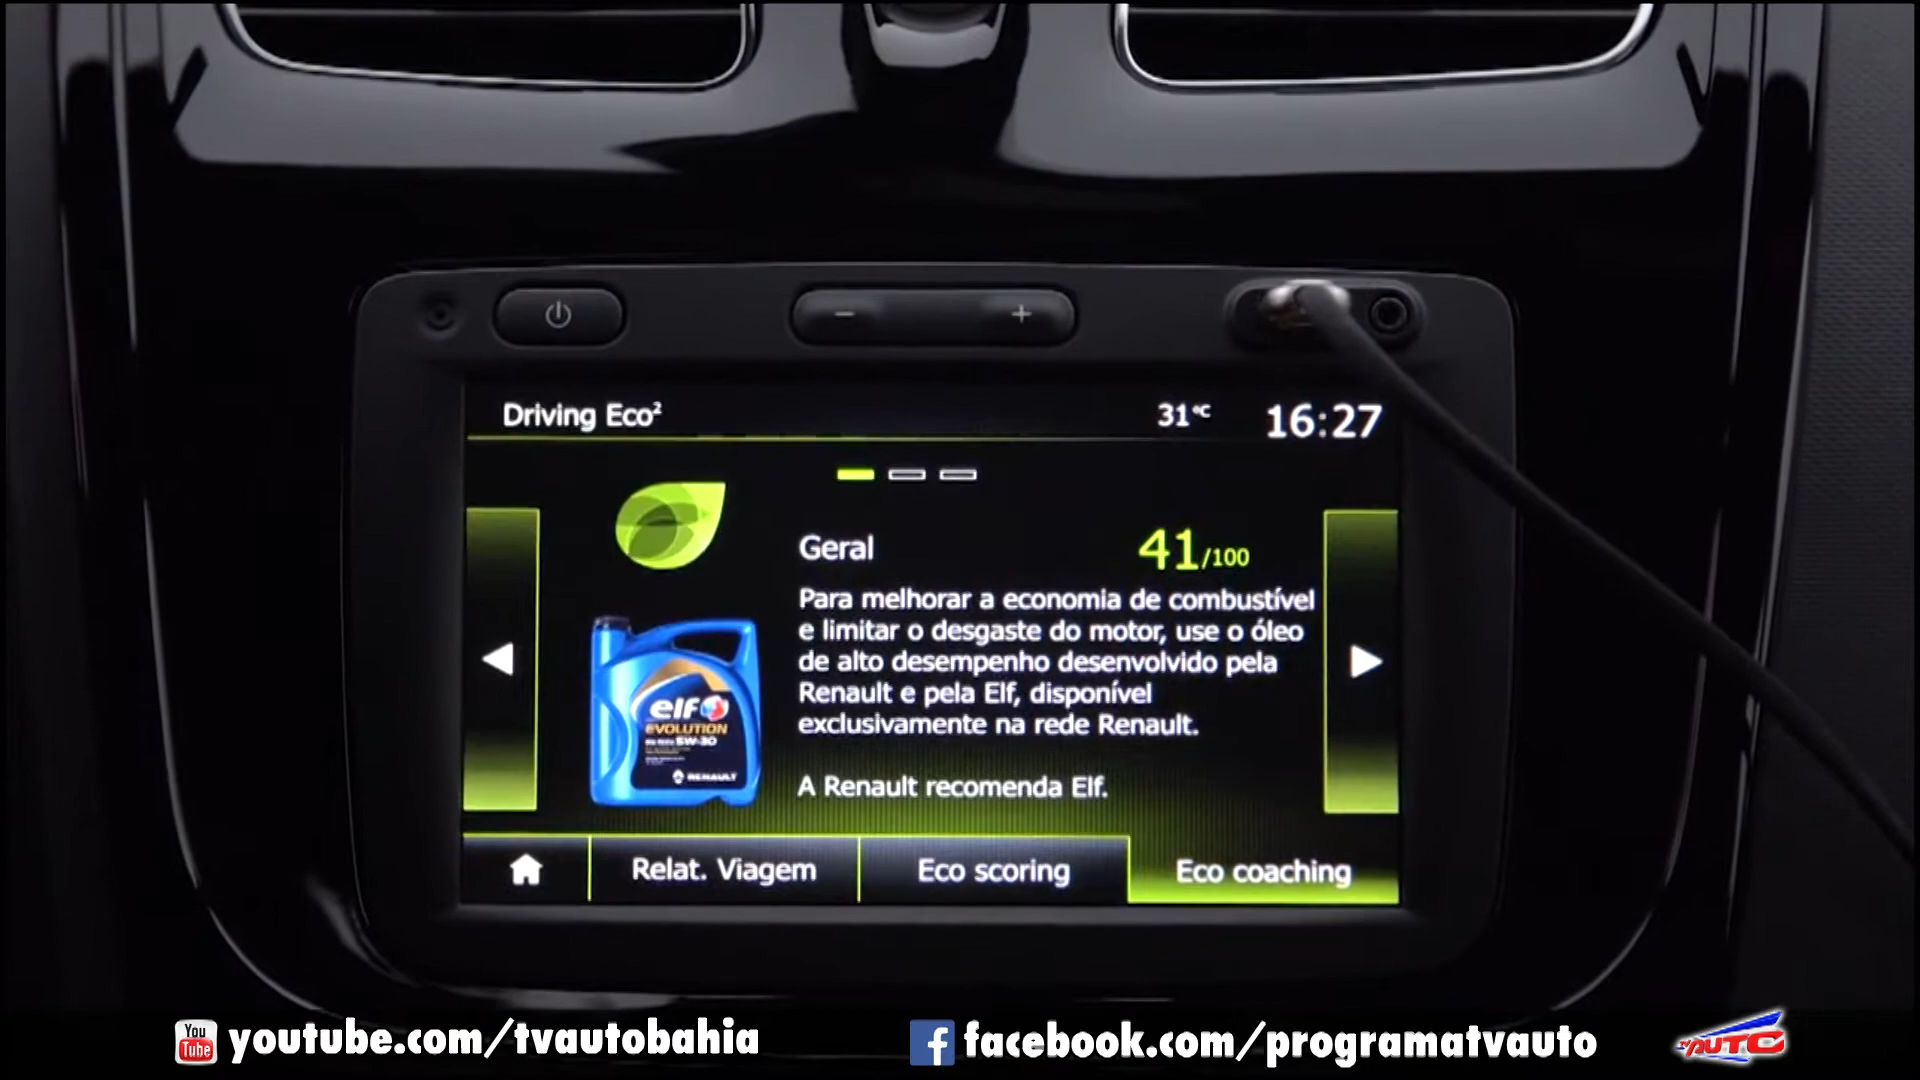 Driving Eco²
31°C
16:27
Geral
41/100
Para melhorar a economia de combustível
e limitar o desgaste do motor, use o óleo
de alto desempenho desenvolvido pela
Renault e pela Elf, disponível
exclusivamente na rede Renault.
A Renault recomenda Elf.
elf
EVOLUTION
5W-30
RENAULT
Relat. Viagem
Eco scoring
Eco coaching
You
Tube
youtube.com/tvautobahia
f
facebook.com/programatvauto
TV AUTO